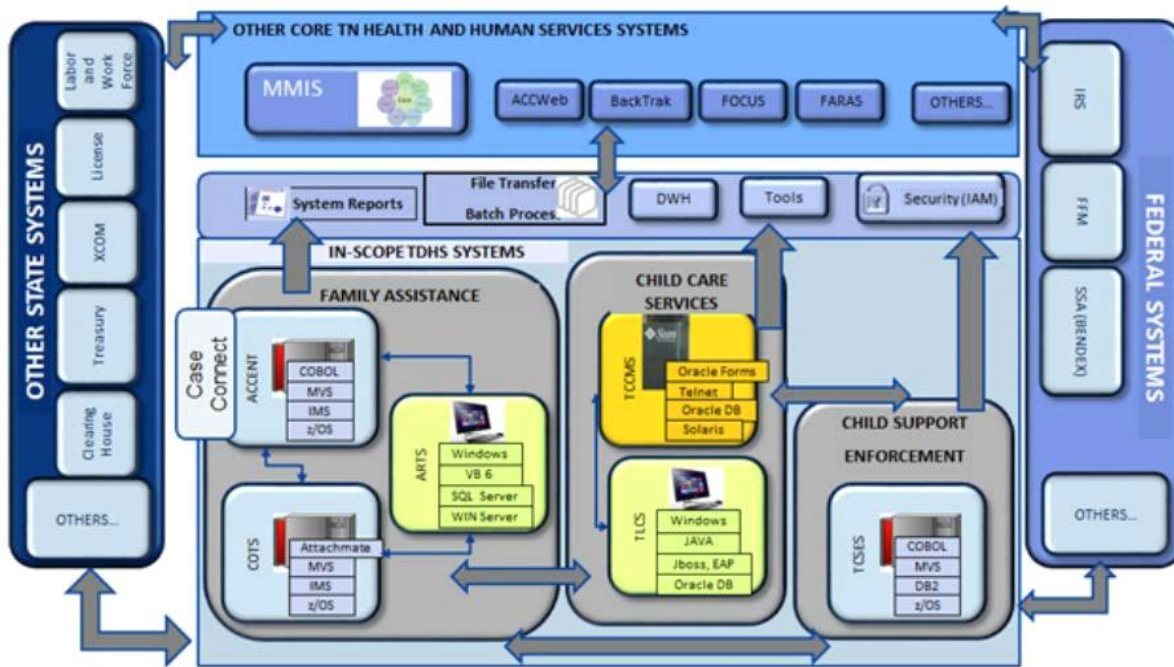 OTHER CORE TN HEALTH AND HUMAN SERVICES SYSTEMS
MMIS
ACCWeb
BackTrak
FOCUS
FARAS
OTHERS...
OTHER STATE SYSTEMS
Labor
and
Work
Force
License
XCOM
Treasury
Clearing
House
OTHERS...
System Reports
File Transfer
Batch Process
DWH
Tools
Security (IAM)
IN-SCOPE TDHS SYSTEMS
FAMILY ASSISTANCE
Case
Connect
ACCENT
COBOL
MVS
IMS
z/OS
ARTS
Windows
VB 6
SQL Server
WIN Server
COTS
Attachmate
MVS
IMS
z/OS
CHILD CARE
SERVICES
TCCMS
Sun
Oracle Forms
Telnet
Oracle DB
Solaris
TLCS
Windows
JAVA
Jboss, EAP
Oracle DB
CHILD SUPPORT
ENFORCEMENT
TCSES
COBOL
MVS
DB2
z/OS
FEDERAL SYSTEMS
IRS
FFM
SSA (BENDEX)
OTHERS...